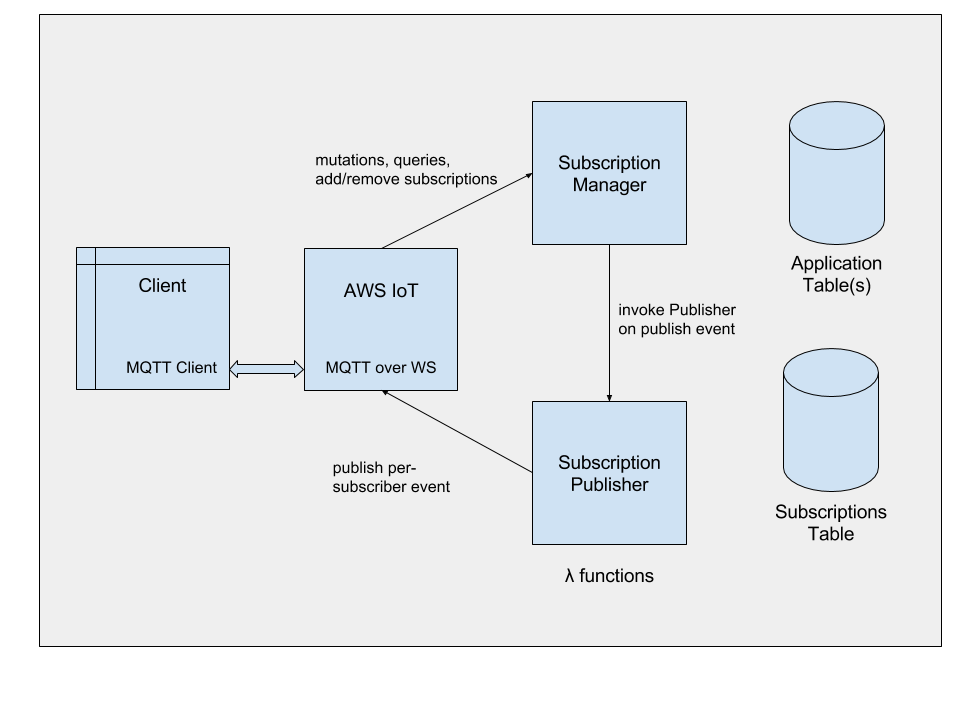 mutations, queries,
add/remove subscriptions
Subscription
Manager
Application
Table(s)
Client
MQTT Client
AWS IoT
MQTT over WS
invoke Publisher
on publish event
publish per-
subscriber event
Subscription
Publisher
Subscriptions
Table
λ functions